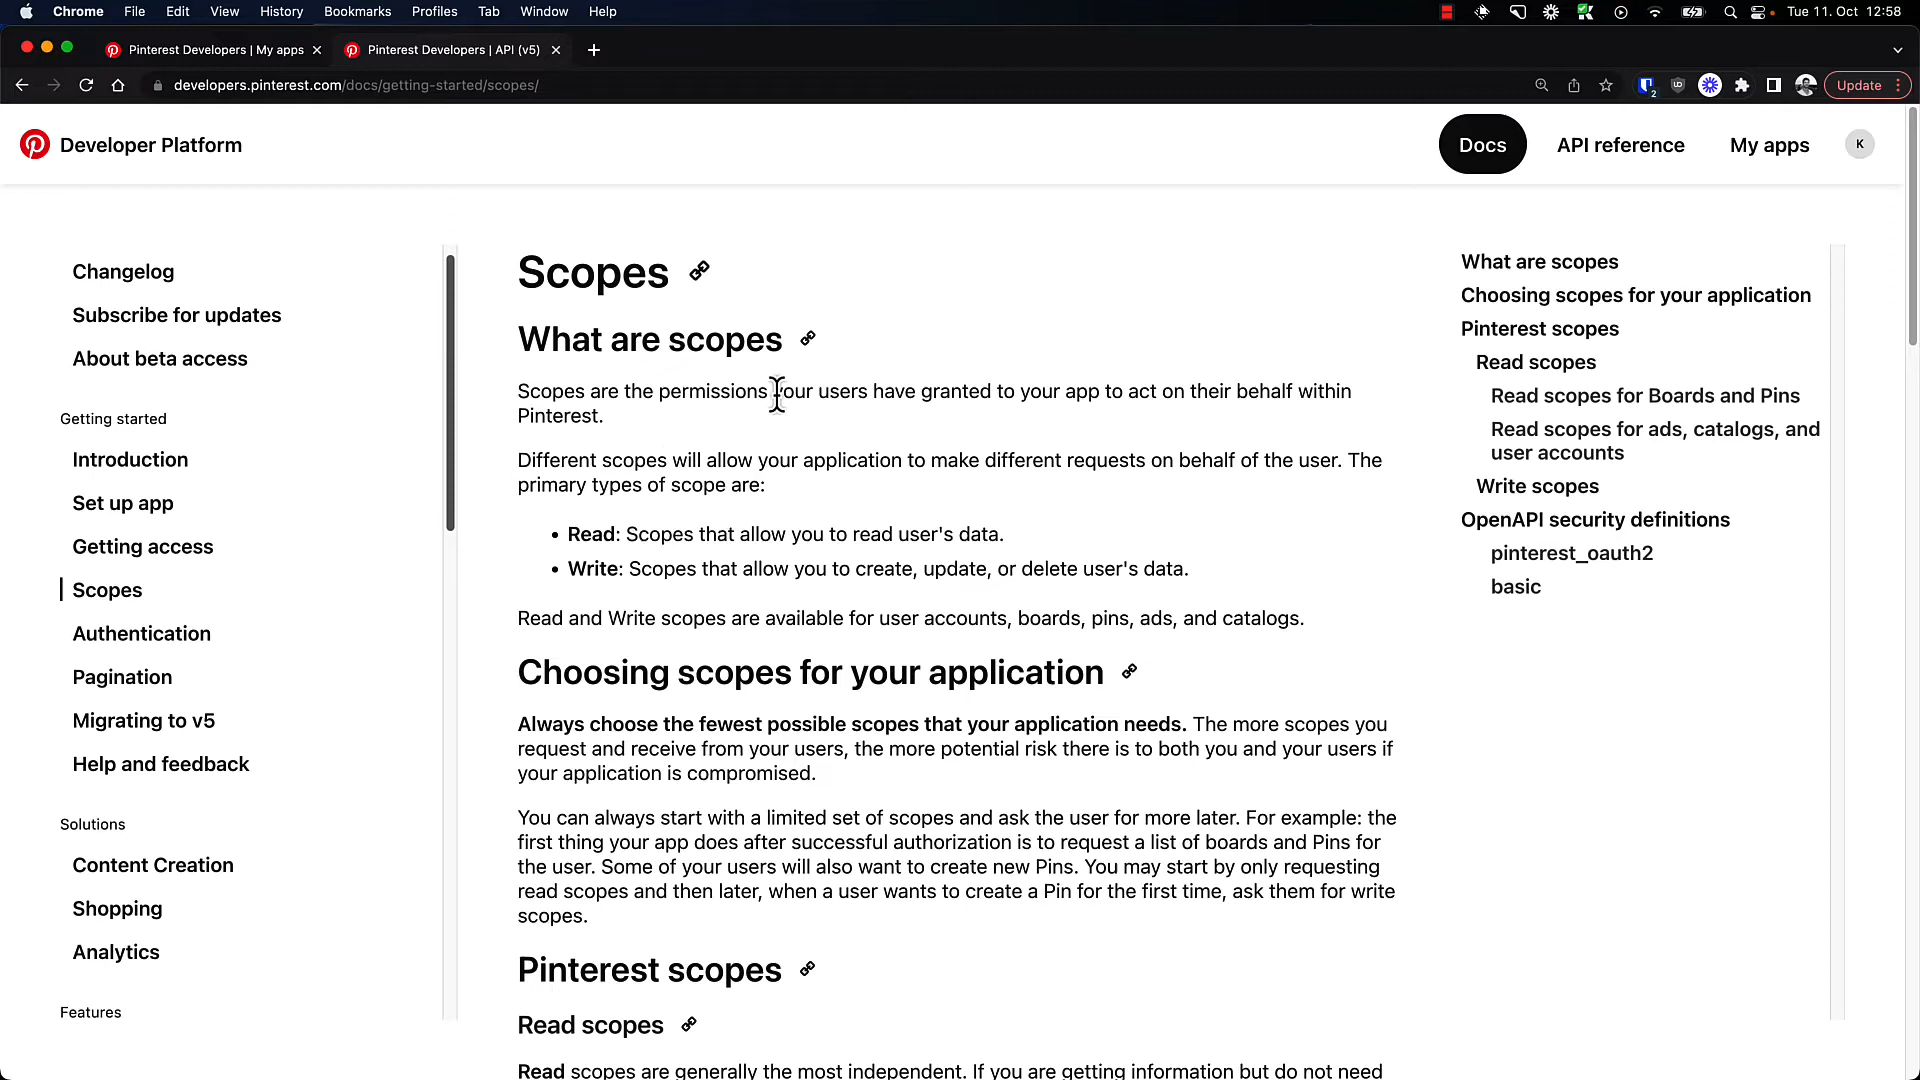 Chrome File Edit View History Bookmarks Profiles Tab Window Help Tue 11. Oct 12:58
Pinterest Developers | My apps Pinterest Developers | API (v5)
developers.pinterest.com/docs/getting-started/scopes/ 2 Update
Developer Platform Docs API reference My apps K
Changelog
Subscribe for updates
About beta access
Getting started
Introduction
Set up app
Getting access
Scopes
Authentication
Pagination
Migrating to v5
Help and feedback
Solutions
Content Creation
Shopping
Analytics
Features
Scopes
What are scopes
Scopes are the permissions your users have granted to your app to act on their behalf within
Pinterest.
Different scopes will allow your application to make different requests on behalf of the user. The
primary types of scope are:
• Read: Scopes that allow you to read user's data.
• Write: Scopes that allow you to create, update, or delete user's data.
Read and Write scopes are available for user accounts, boards, pins, ads, and catalogs.
Choosing scopes for your application
Always choose the fewest possible scopes that your application needs. The more scopes you
request and receive from your users, the more potential risk there is to both you and your users if
your application is compromised.
You can always start with a limited set of scopes and ask the user for more later. For example: the
first thing your app does after successful authorization is to request a list of boards and Pins for
the user. Some of your users will also want to create new Pins. You may start by only requesting
read scopes and then later, when a user wants to create a Pin for the first time, ask them for write
scopes.
Pinterest scopes
Read scopes
Read scopes are generally the most independent. If you are getting information but do not need
What are scopes
Choosing scopes for your application
Pinterest scopes
Read scopes
Read scopes for Boards and Pins
Read scopes for ads, catalogs, and
user accounts
Write scopes
OpenAPI security definitions
pinterest_oauth2
basic